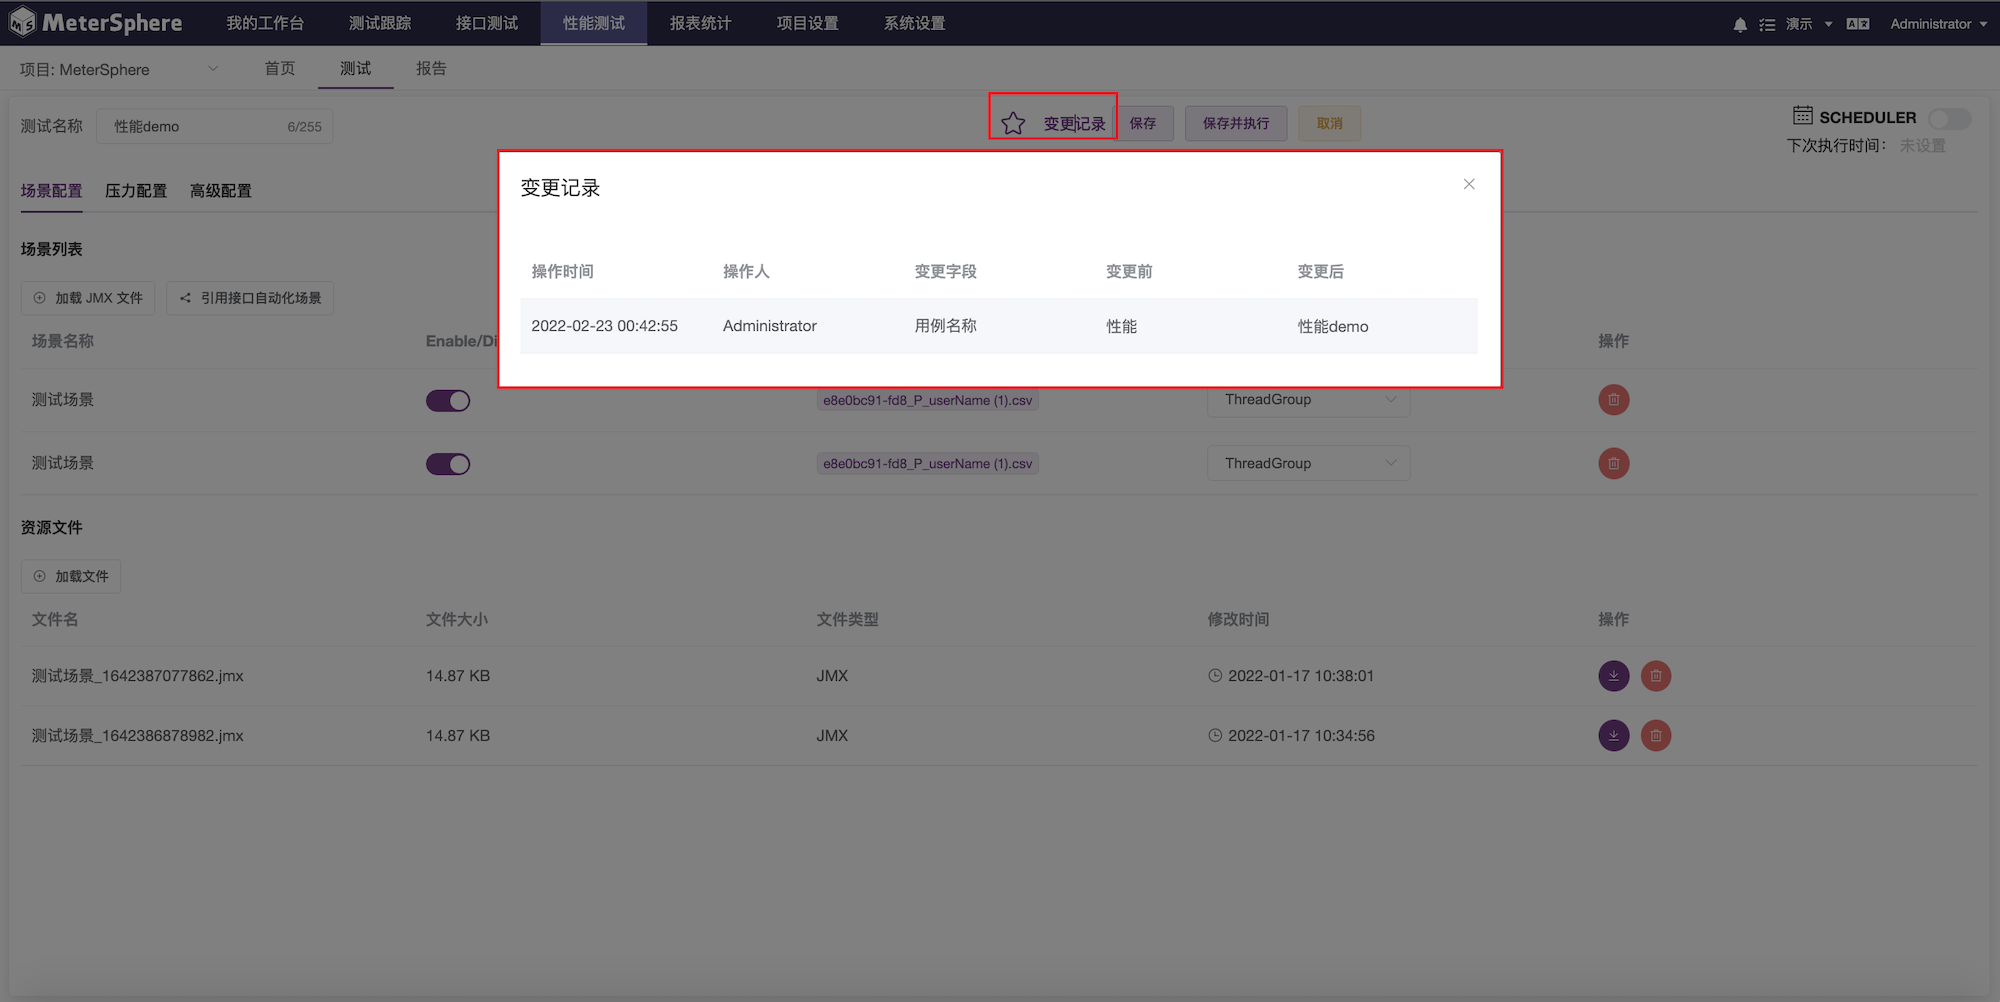 MeterSphere 我的工作台 测试跟踪 接口测试 性能测试 报表统计 项目设置 系统设置 演示 Administrator
项目: MeterSphere 首页 测试 报告
测试名称 性能demo 6/255 变更记录 保存 保存并执行 取消 SCHEDULER
下次执行时间： 未设置
场景配置 压力配置 高级配置
变更记录
场景列表
操作时间 操作人 变更字段 变更前 变更后
加载 JMX 文件 引用接口自动化场景
2022-02-23 00:42:55 Administrator 用例名称 性能 性能demo
场景名称 Enable/Di 操作
测试场景 e8e0bc91-fd8_P_userName (1).csv ThreadGroup
测试场景 e8e0bc91-fd8_P_userName (1).csv ThreadGroup
资源文件
加载文件
文件名 文件大小 文件类型 修改时间 操作
测试场景_1642387077862.jmx 14.87 KB JMX 2022-01-17 10:38:01
测试场景_1642386878982.jmx 14.87 KB JMX 2022-01-17 10:34:56